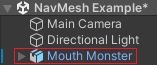 NavMesh Example*
Main Camera
Directional Light
Mouth Monster